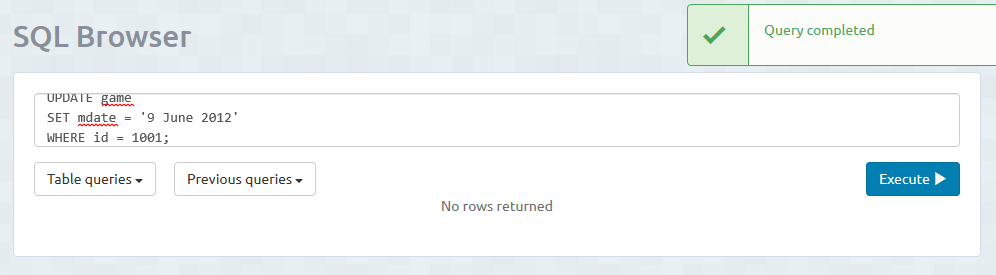 SQL Browser
Query completed
UPDATE game
SET mdate = '9 June 2012'
WHERE id = 1001;
Table queries
Previous queries
Execute
No rows returned